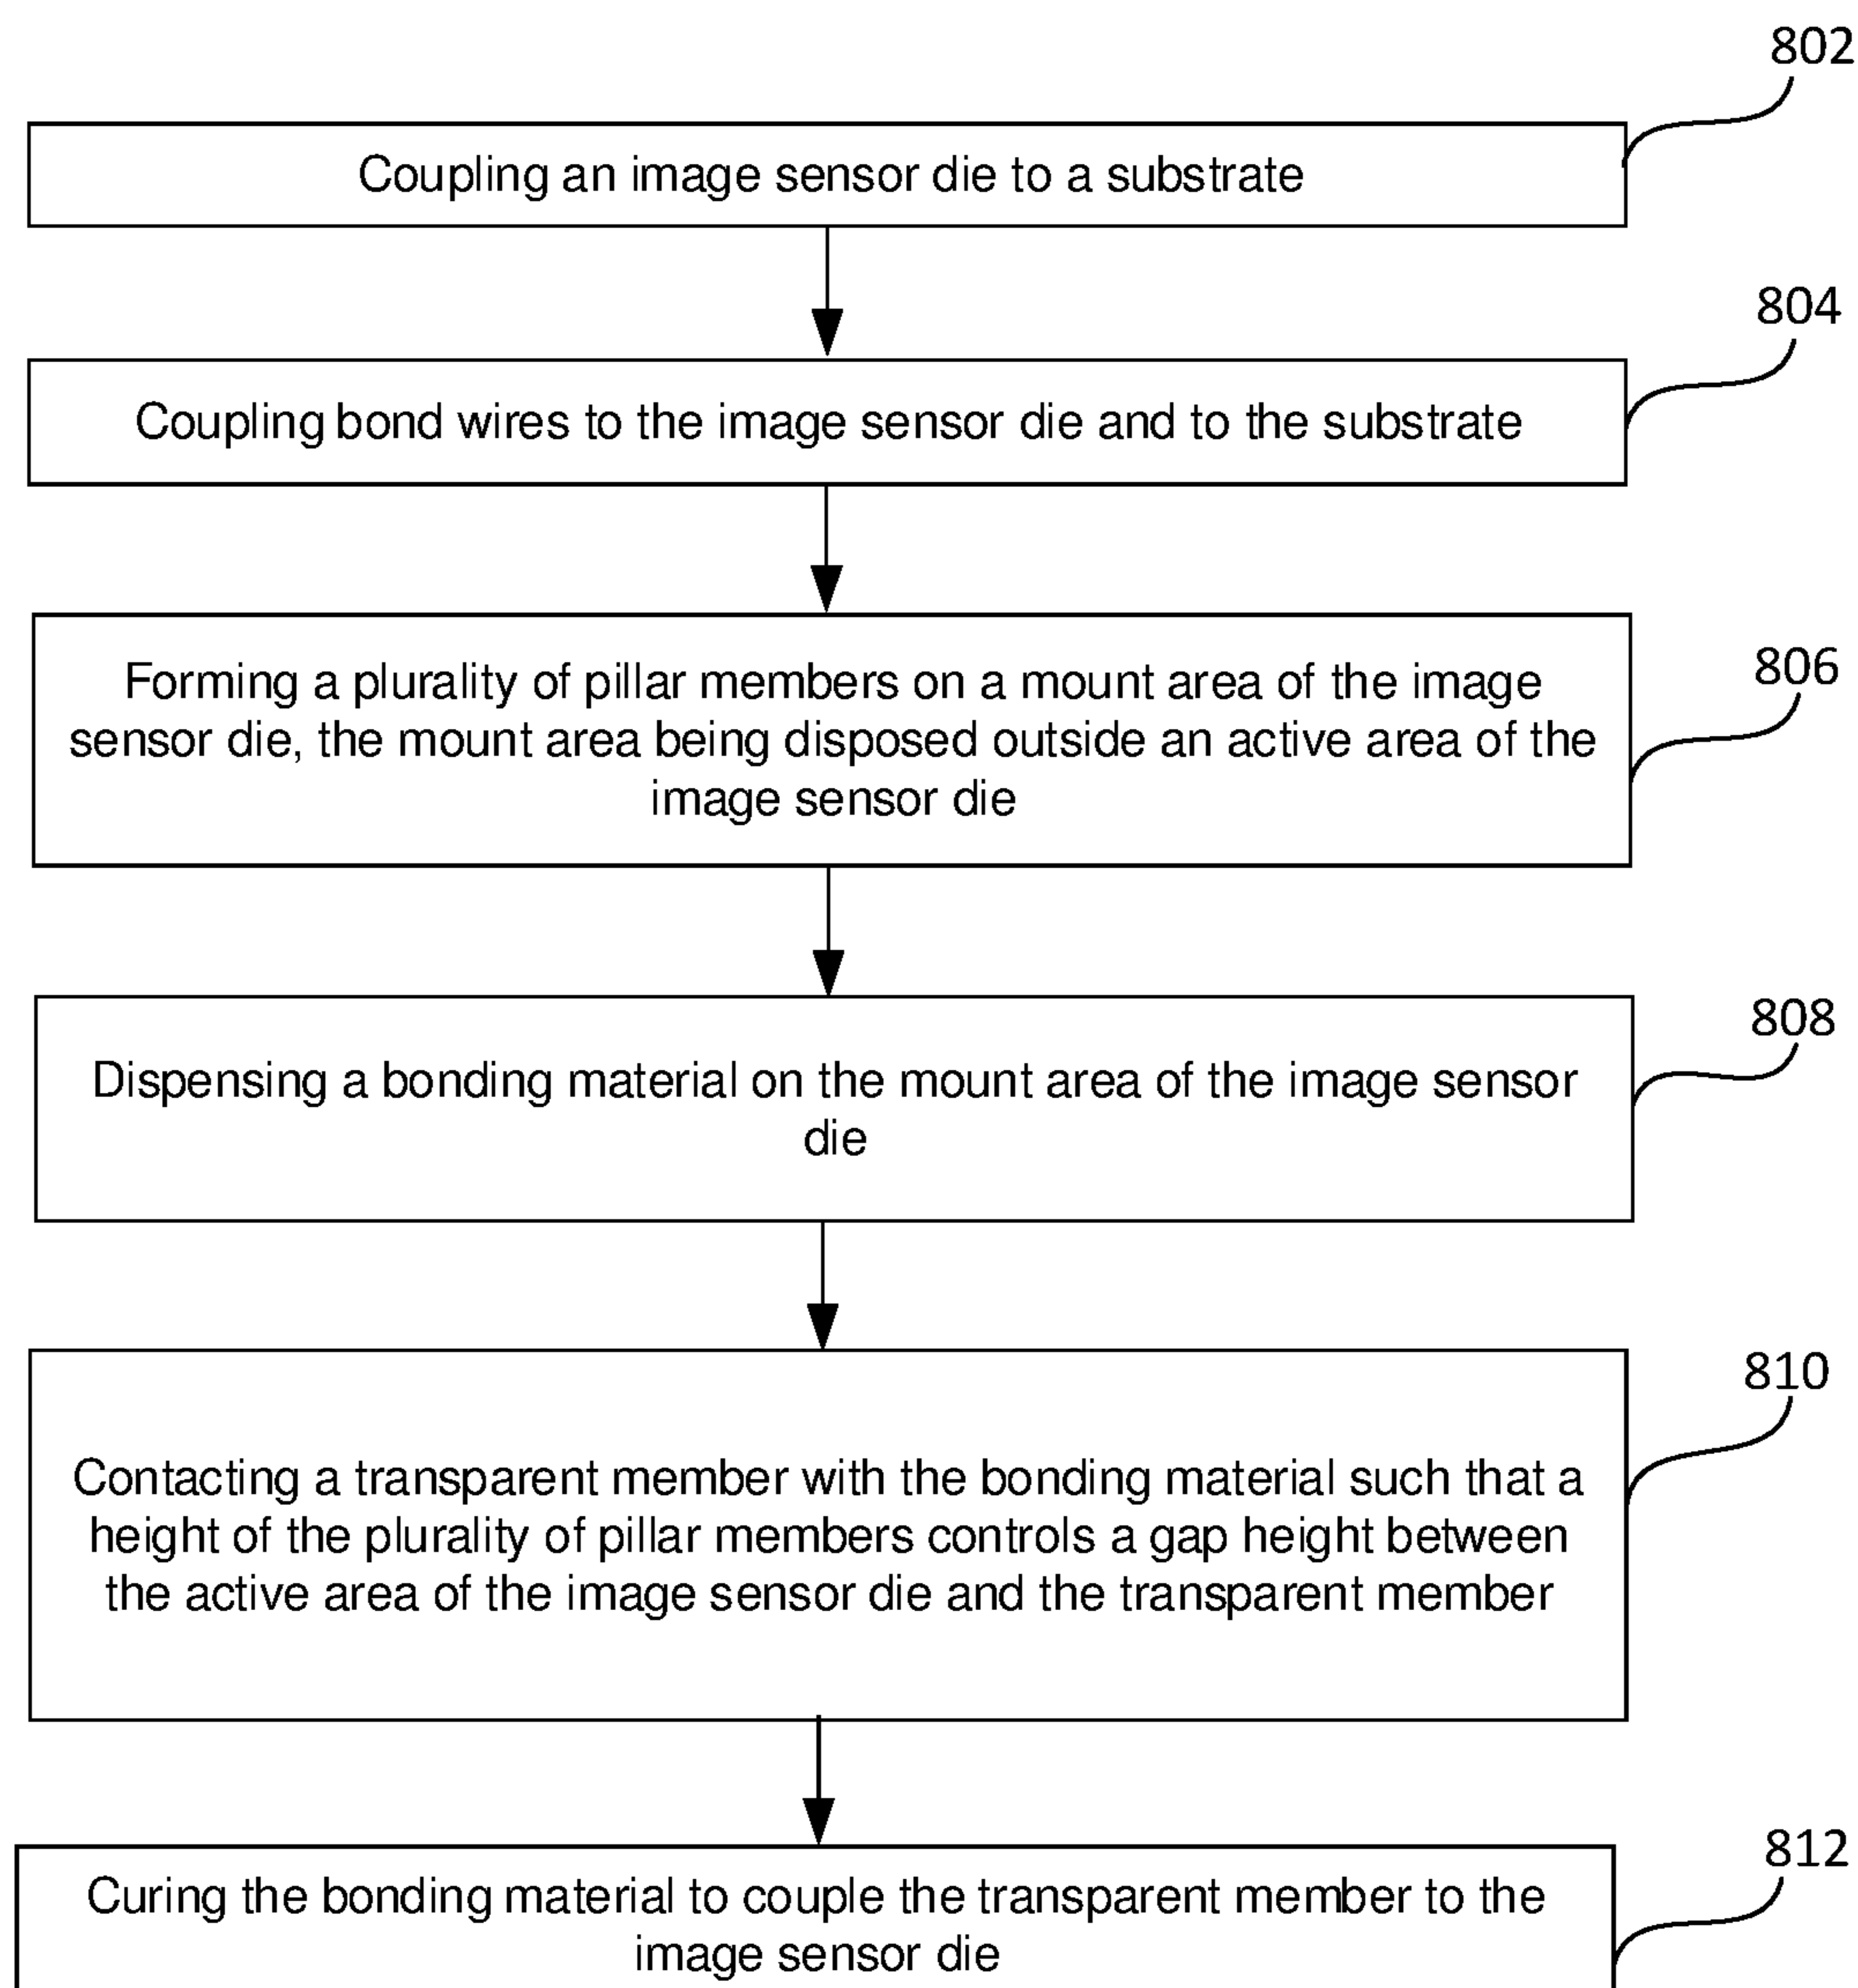 802
Coupling an image sensor die to a substrate
804
Coupling bond wires to the image sensor die and to the substrate
806
Forming a plurality of pillar members on a mount area of the image
sensor die, the mount area being disposed outside an active area of the
image sensor die
808
Dispensing a bonding material on the mount area of the image sensor
die
810
Contacting a transparent member with the bonding material such that a
height of the plurality of pillar members controls a gap height between
the active area of the image sensor die and the transparent member
812
Curing the bonding material to couple the transparent member to the
image sensor die